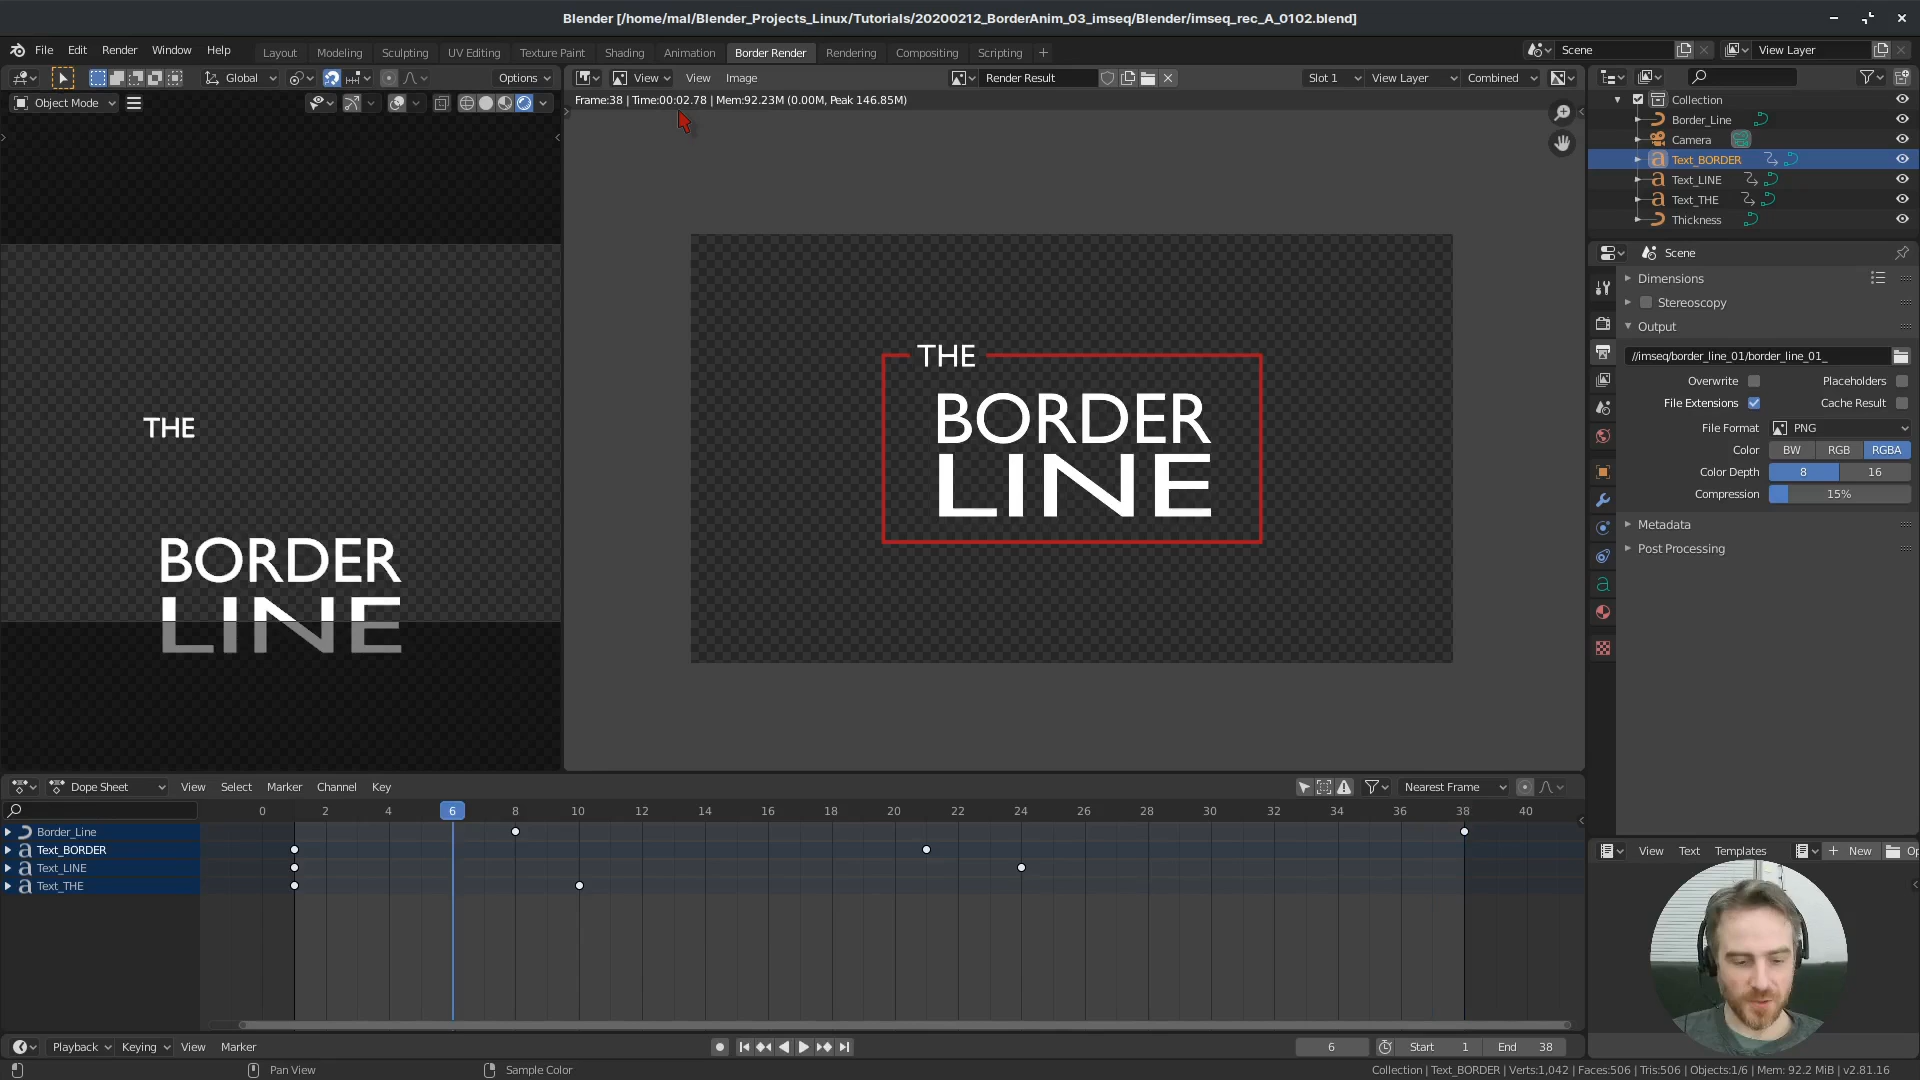 Blender [/home/mal/Blender_Projects_Linux/Tutorials/20200212_BorderAnim_03_imseq/Blender/imseq_rec_A_0102.blend]
File Edit Render Window Help Layout Modeling Sculpting UV Editing Texture Paint Shading Animation Border Render Rendering Compositing Scripting + Scene View Layer
Global Options View View Image Render Result Slot 1 View Layer Combined
Object Mode
Frame:38 | Time:00:02.78 | Mem:92.23M (0.00M, Peak 146.85M)
Collection
Border_Line
Camera
Text_BORDER
Text_LINE
Text_THE
Thickness
Scene
Dimensions
Stereoscopy
Output
//imseq/border_line_01/border_line_01_
Overwrite Placeholders
File Extensions Cache Result
File Format PNG
Color BW RGB RGBA
Color Depth 8 16
Compression 15%
Metadata
Post Processing
THE
BORDER
LINE
THE
BORDER
LINE
Dope Sheet View Select Marker Channel Key Nearest Frame
0 2 4 6 8 10 12 14 16 18 20 22 24 26 28 30 32 34 36 38 40
Border_Line
Text_BORDER
Text_LINE
Text_THE
View Text Templates + New Op
Playback Keying View Marker 6 Start 1 End 38
Pan View Sample Color Collection | Text_BORDER | Verts:1,042 | Faces:506 | Tris:506 | Objects:1/6 | Mem: 92.2 MiB | v2.81.16